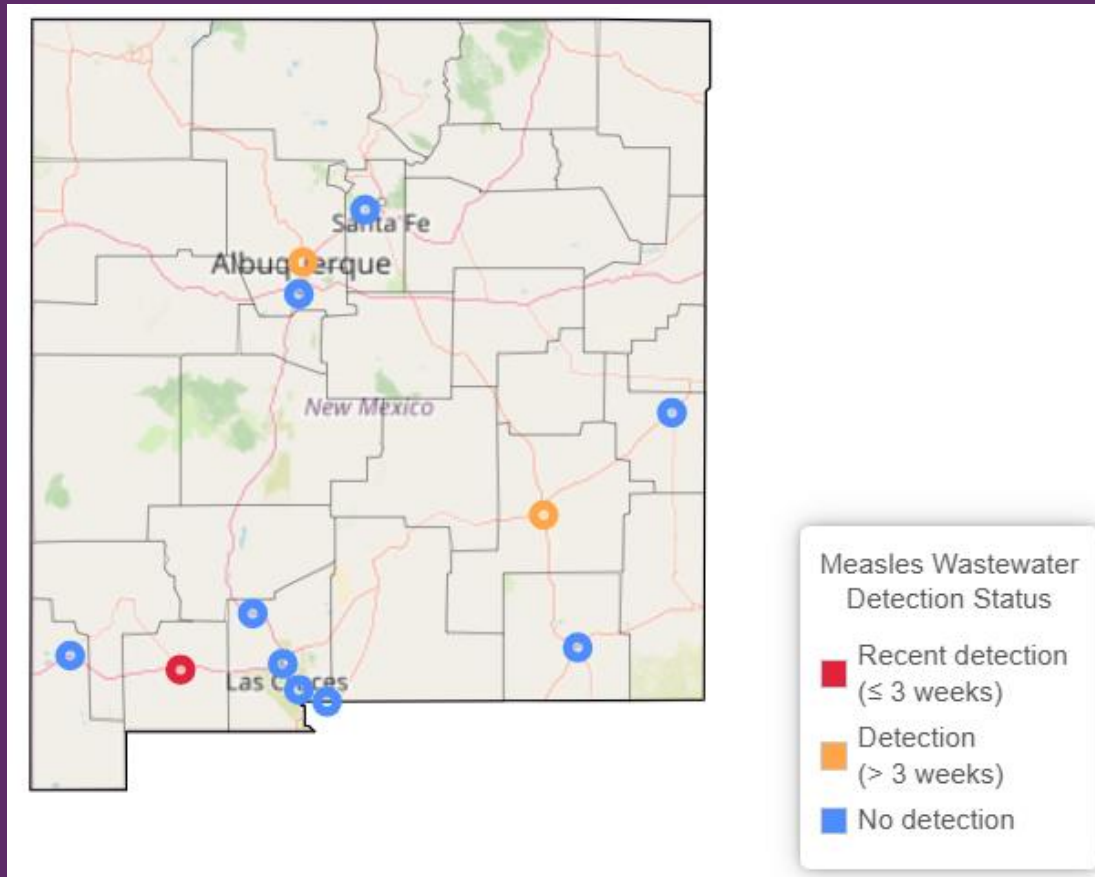 Santa Fe
Albuquerque
New Mexico
Las Cruces
Measles Wastewater
Detection Status
Recent detection
(≤ 3 weeks)
Detection
(> 3 weeks)
No detection